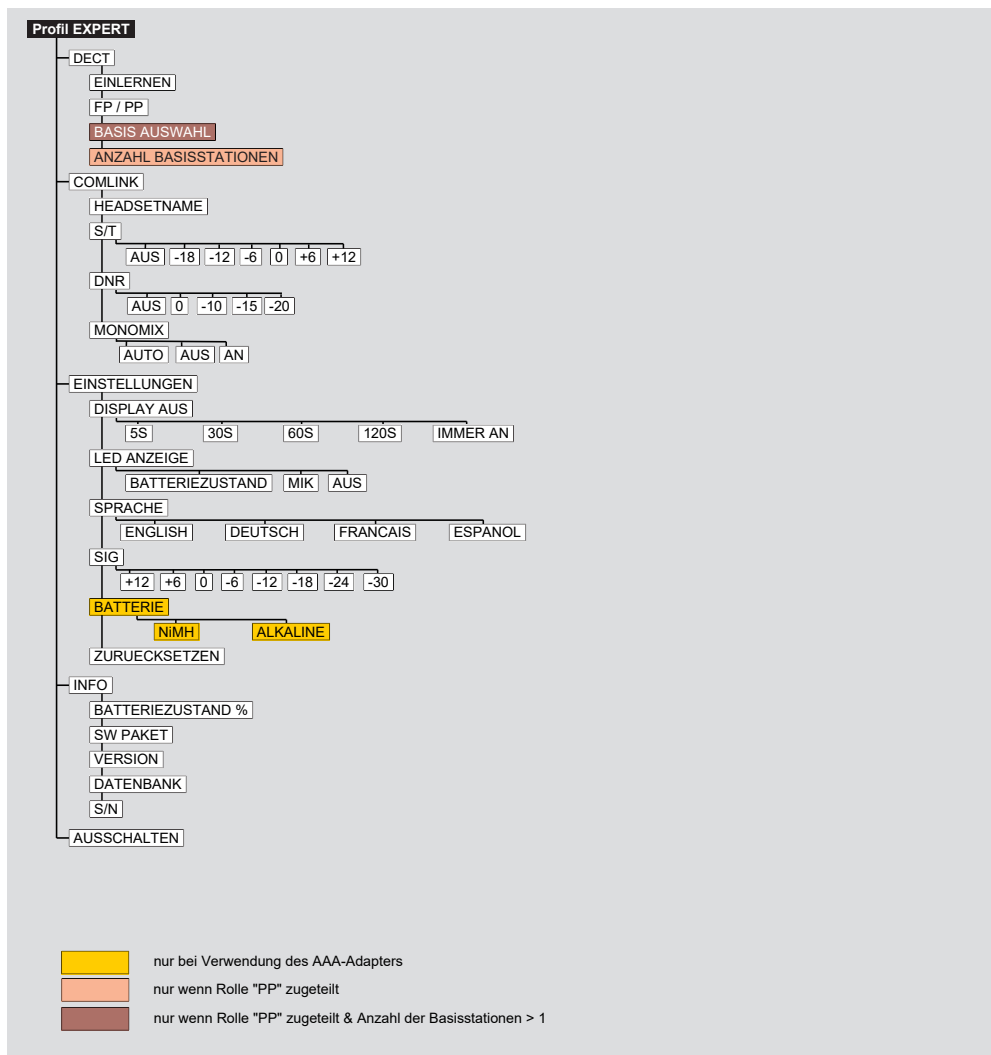 Profil EXPERT
DECT
EINLERNEN
FP / PP
BASIS AUSWAHL
ANZAHL BASISSTATIONEN
COMLINK
HEADSETNAME
S/T
AUS -18 -12 -6 0 +6 +12
DNR
AUS 0 -10 -15 -20
MONOMIX
AUTO AUS AN
EINSTELLUNGEN
DISPLAY AUS
5S 30S 60S 120S IMMER AN
LED ANZEIGE
BATTERIEZUSTAND MIK AUS
SPRACHE
ENGLISH DEUTSCH FRANCAIS ESPANOL
SIG
+12 +6 0 -6 -12 -18 -24 -30
BATTERIE
NiMH ALKALINE
ZURUECKSETZEN
INFO
BATTERIEZUSTAND %
SW PAKET
VERSION
DATENBANK
S/N
AUSSCHALTEN
nur bei Verwendung des AAA-Adapters
nur wenn Rolle "PP" zugeteilt
nur wenn Rolle "PP" zugeteilt & Anzahl der Basisstationen > 1